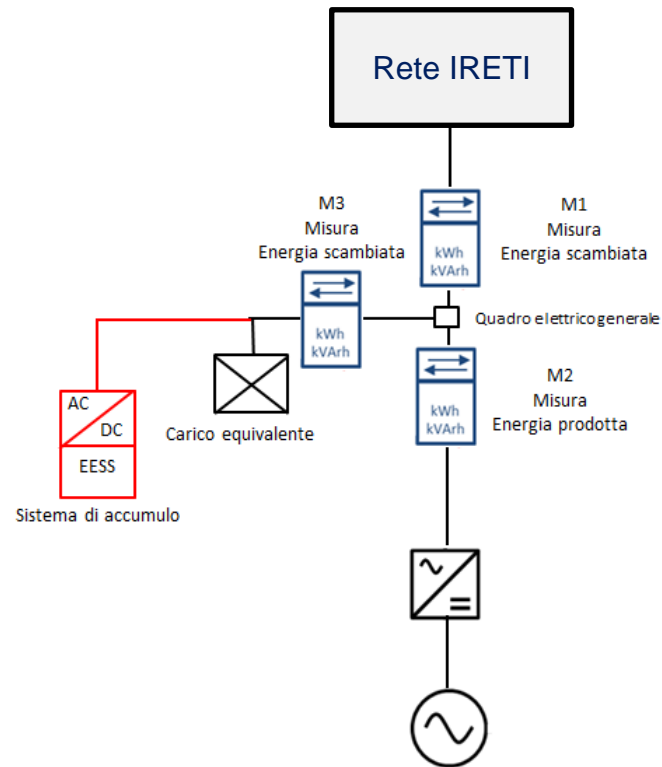 Rete IRETI
M3
Misura
Energia scambiata
M1
Misura
Energia scambiata
kWh
kVArh
kWh
kVArh
Quadro elettrico generale
M2
Misura
Energia prodotta
kWh
kVArh
Carico equivalente
AC
DC
EESS
Sistema di accumulo